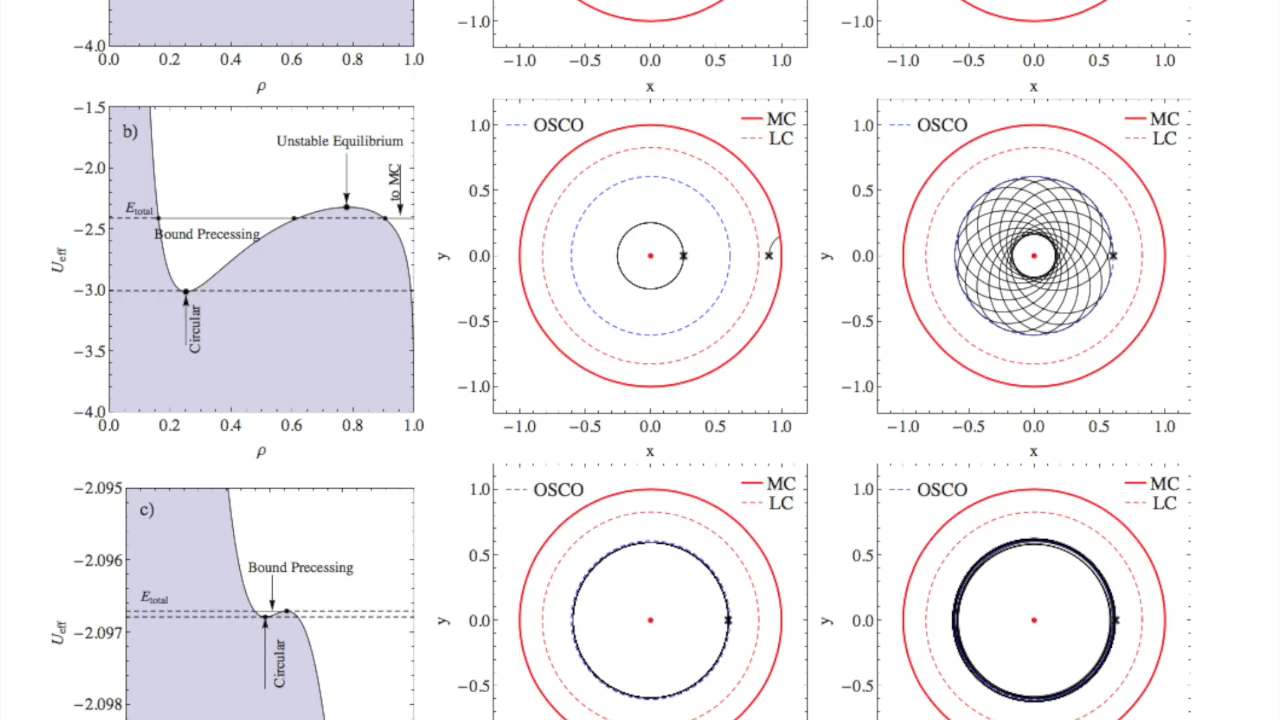 −4.0
0.0 0.2 0.4 0.6 0.8 1.0
ρ
−1.0
−1.0 −0.5 0.0 0.5 1.0
x
−1.0
−1.0 −0.5 0.0 0.5 1.0
x
b)
−1.5
−2.0
−2.5
−3.0
−3.5
−4.0
U_eff
Unstable Equilibrium
to MC
E_total
Bound Precessing
Circular
0.0 0.2 0.4 0.6 0.8 1.0
ρ
OSCO
MC
LC
1.0
0.5
0.0
−0.5
−1.0
y
−1.0 −0.5 0.0 0.5 1.0
x
OSCO
MC
LC
1.0
0.5
0.0
−0.5
−1.0
y
−1.0 −0.5 0.0 0.5 1.0
x
c)
−2.095
−2.096
−2.097
−2.098
U_eff
Bound Precessing
E_total
Circular
OSCO
MC
LC
1.0
0.5
0.0
−0.5
y
OSCO
MC
LC
1.0
0.5
0.0
−0.5
y